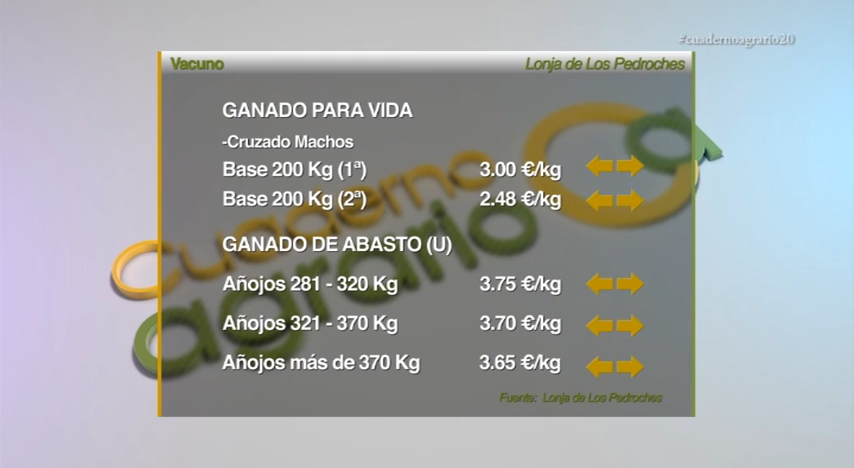 #cuadernoagrario20
Vacuno Lonja de Los Pedroches
GANADO PARA VIDA
-Cruzado Machos
Base 200 Kg (1ª) 3.00 €/kg
Base 200 Kg (2ª) 2.48 €/kg
GANADO DE ABASTO (U)
Añojos 281 - 320 Kg 3.75 €/kg
Añojos 321 - 370 Kg 3.70 €/kg
Añojos más de 370 Kg 3.65 €/kg
Fuente: Lonja de Los Pedroches
Cuaderno
agrario